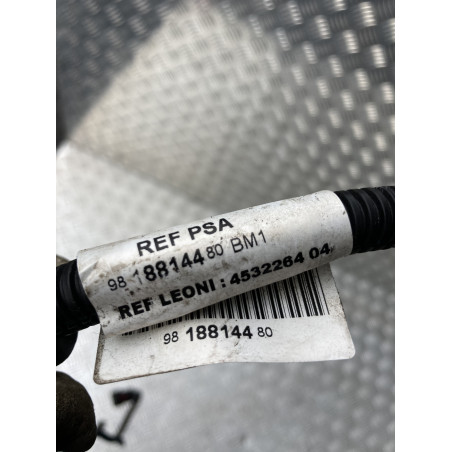 REF PSA
98 188144 80 BM1
REF LEONI : 4532264 04
98 188144 80